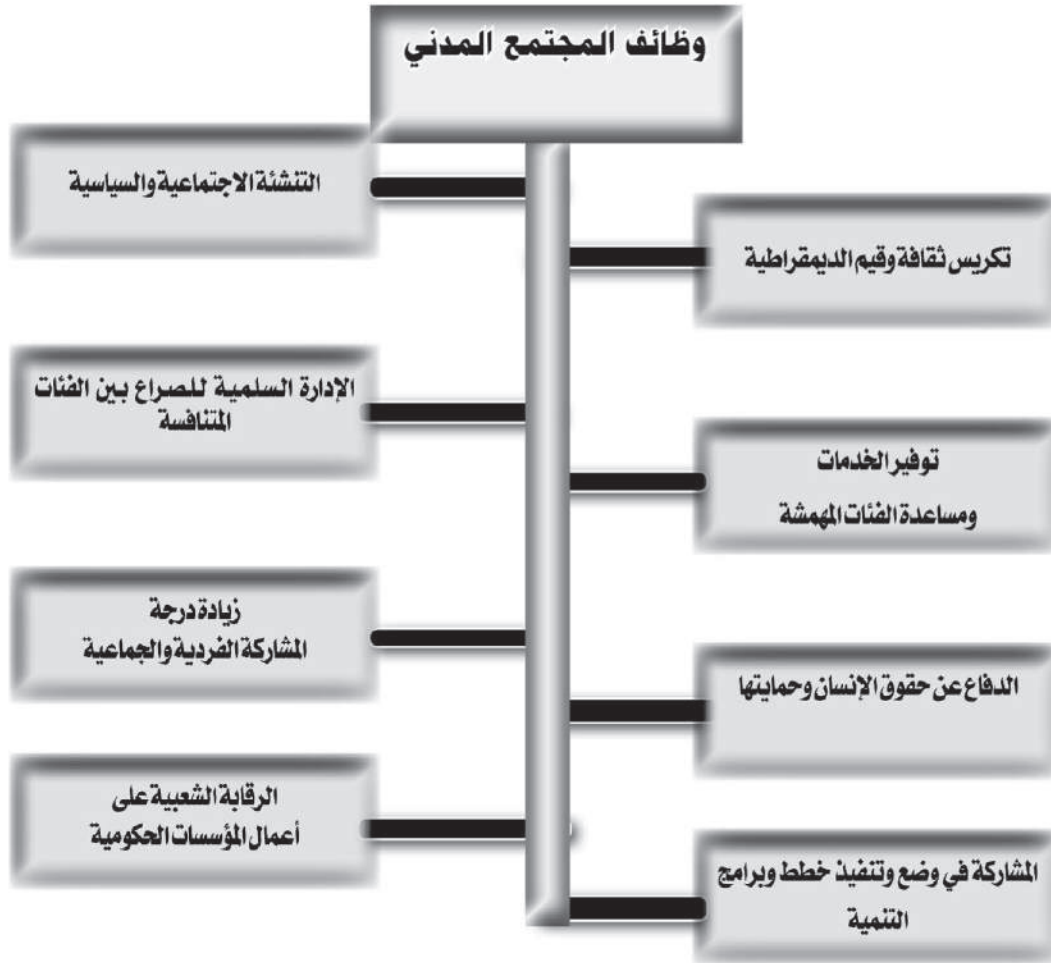 وظائف المجتمع المدني
التنشئة الاجتماعية والسياسية
تكريس ثقافة وقيم الديمقراطية
الإدارة السلمية للصراع بين الفئات
المتنافسة
توفير الخدمات
ومساعدة الفئات المهمشة
زيادة درجة
المشاركة الفردية والجماعية
الدفاع عن حقوق الإنسان وحمايتها
الرقابة الشعبية على
أعمال المؤسسات الحكومية
المشاركة في وضع وتنفيذ خطط وبرامج
التنمية